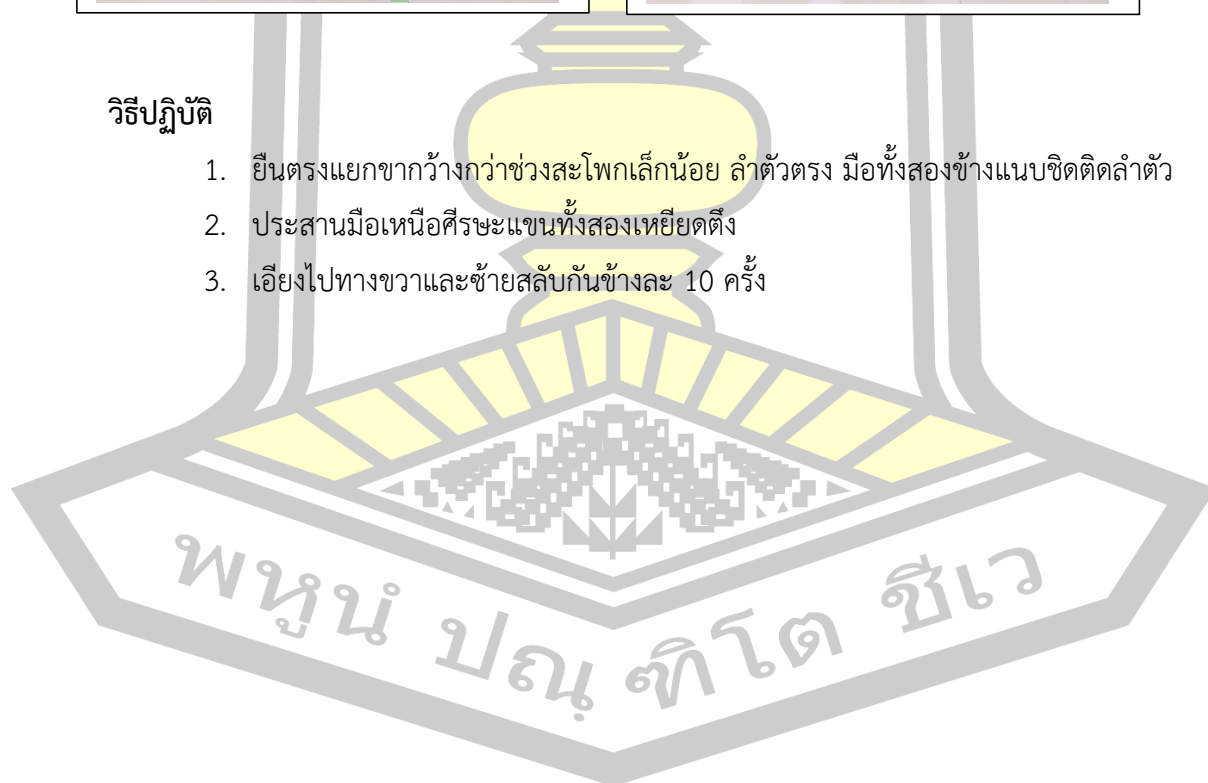 วิธีปฏิบัติ
1. ยืนตรงแยกขากว้างกว่าช่วงสะโพกเล็กน้อย ลำตัวตรง มือทั้งสองข้างแนบชิดติดลำตัว
2. ประสานมือเหนือศีรษะแขนทั้งสองเหยียดตึง
3. เอียงไปทางขวาและซ้ายสลับกันข้างละ 10 ครั้ง
พหูนํ ปณฺฑิโต ชีเว